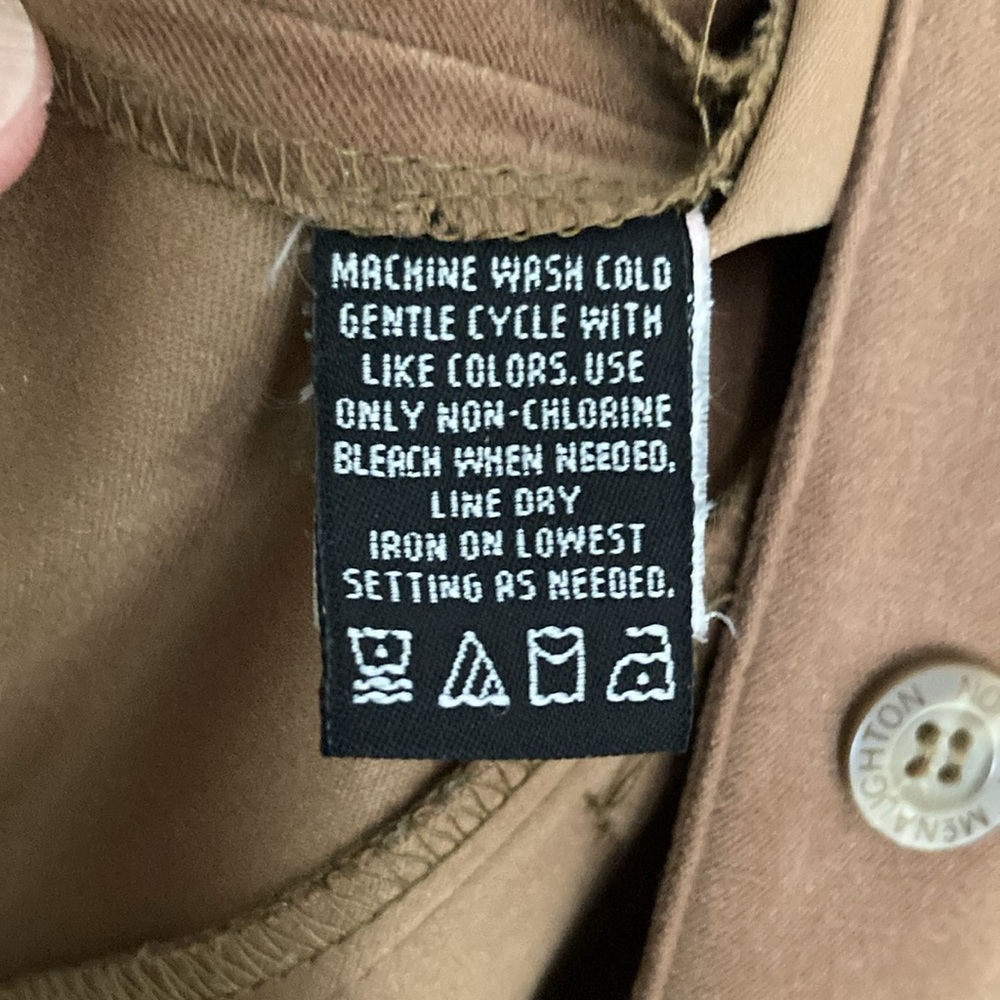 MACHINE WASH COLD
GENTLE CYCLE WITH
LIKE COLORS. USE
ONLY NON-CHLORINE
BLEACH WHEN NEEDED.
LINE DRY
IRON ON LOWEST
SETTING AS NEEDED.
MCNAUGHTON